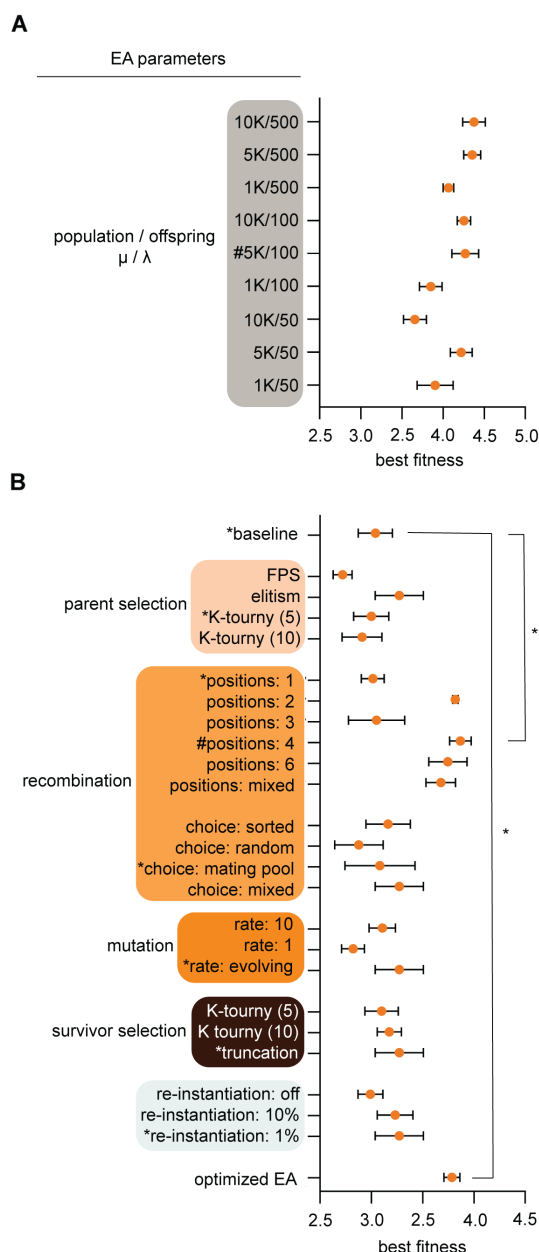 A
EA parameters
10K/500
5K/500
1K/500
10K/100
#5K/100
1K/100
10K/50
5K/50
1K/50
population / offspring
μ / λ
2.5 3.0 2.5 4.0 4.5 5.0
best fitness
B
*baseline
parent selection
FPS
elitism
*K-tourny (5)
K-tourny (10)
recombination
*positions: 1
positions: 2
positions: 3
#positions: 4
positions: 6
positions: mixed
choice: sorted
choice: random
*choice: mating pool
choice: mixed
mutation
rate: 10
rate: 1
*rate: evolving
survivor selection
K-tourny (5)
K tourny (10)
*truncation
re-instantiation: off
re-instantiation: 10%
*re-instantiation: 1%
optimized EA
*
*
2.5 3.0 2.5 4.0 4.5
best fitness